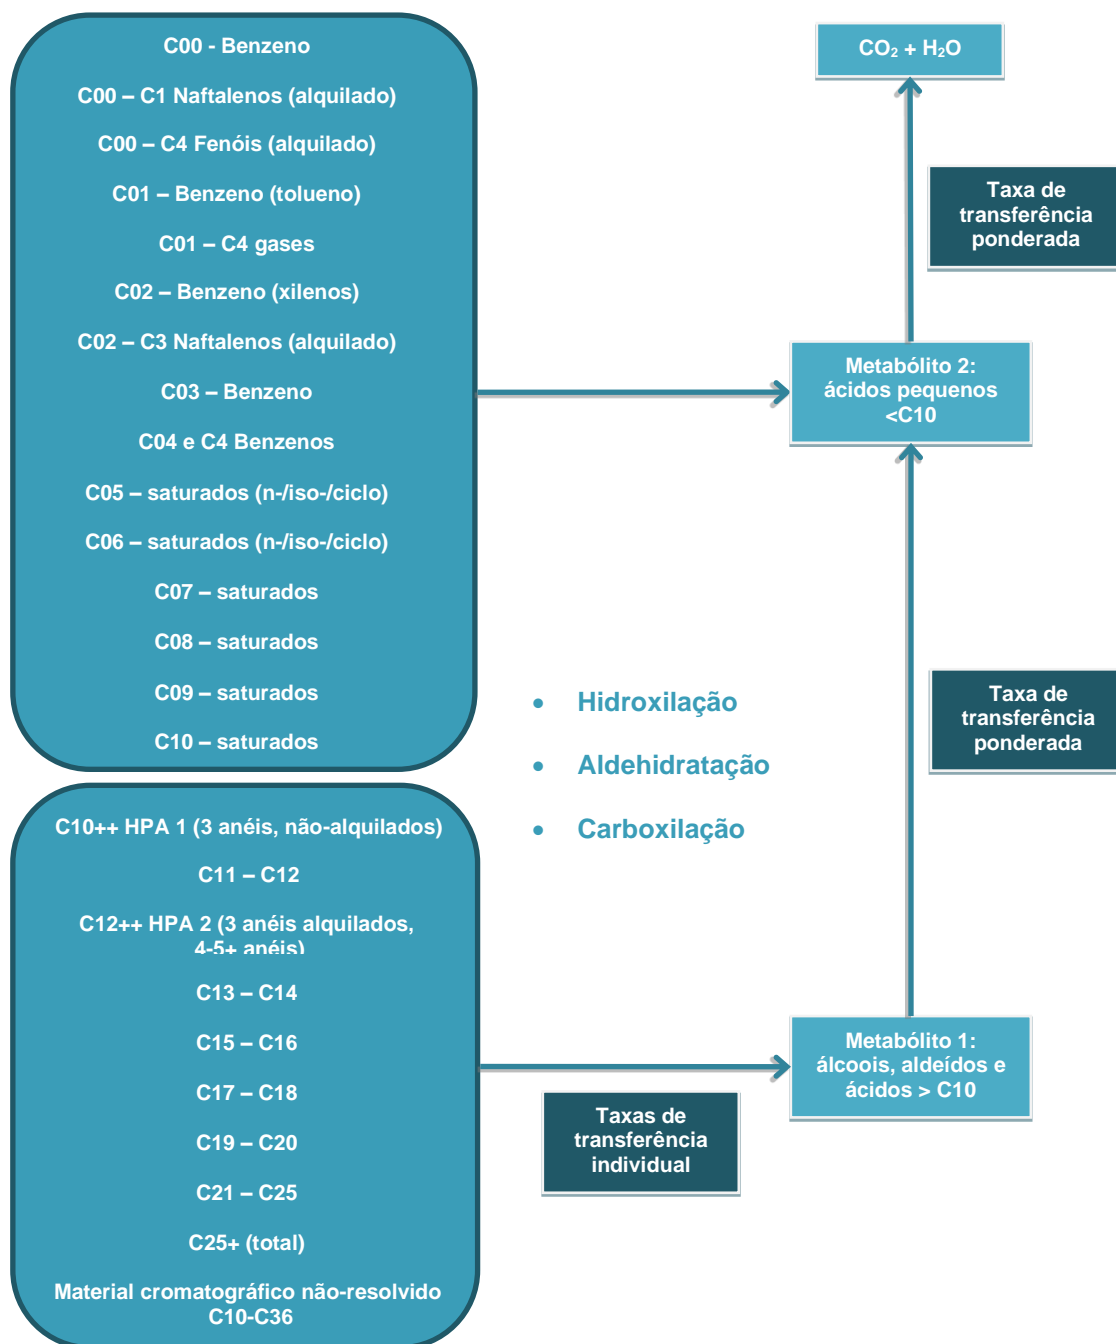 C00 - Benzeno
C00 – C1 Naftalenos (alquilado)
C00 – C4 Fenóis (alquilado)
C01 – Benzeno (tolueno)
C01 – C4 gases
C02 – Benzeno (xilenos)
C02 – C3 Naftalenos (alquilado)
C03 – Benzeno
C04 e C4 Benzenos
C05 – saturados (n-/iso-/ciclo)
C06 – saturados (n-/iso-/ciclo)
C07 – saturados
C08 – saturados
C09 – saturados
C10 – saturados
C10++ HPA 1 (3 anéis, não-alquilados)
C11 – C12
C12++ HPA 2 (3 anéis alquilados,
4-5+ anéis)
C13 – C14
C15 – C16
C17 – C18
C19 – C20
C21 – C25
C25+ (total)
Material cromatográfico não-resolvido
C10-C36
• Hidroxilação
• Aldehidratação
• Carboxilação
Taxas de
transferência
individual
CO₂ + H₂O
Taxa de
transferência
ponderada
Metabólito 2:
ácidos pequenos
<C10
Taxa de
transferência
ponderada
Metabólito 1:
álcoois, aldeídos e
ácidos > C10